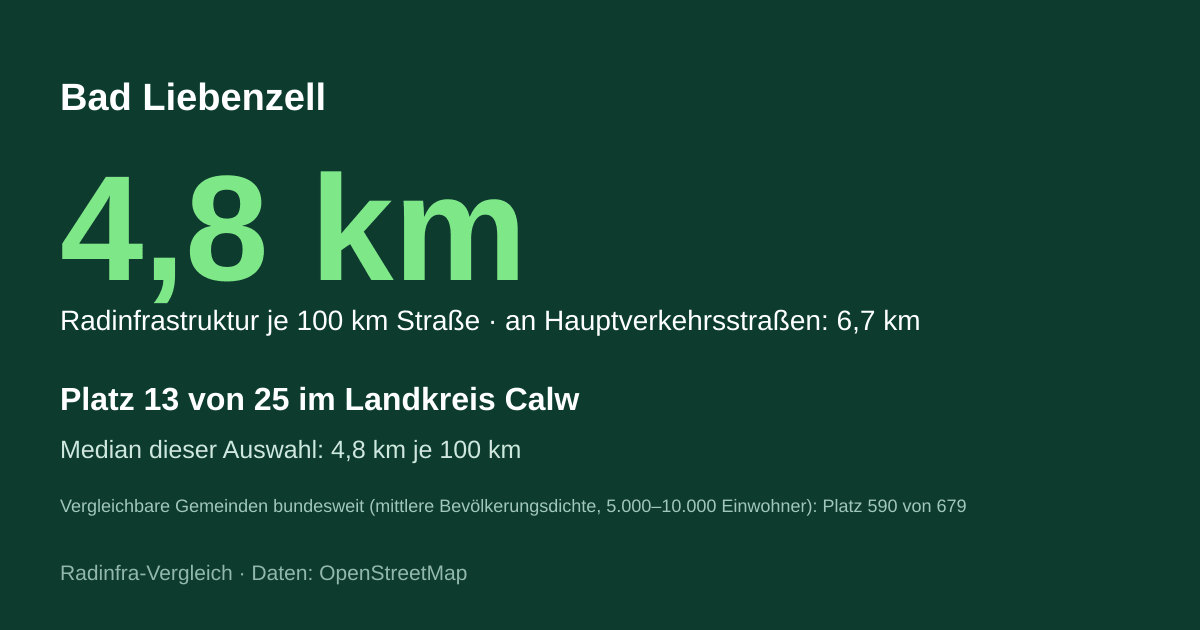 Bad Liebenzell
4,8 km
Radinfrastruktur je 100 km Straße · an Hauptverkehrsstraßen: 6,7 km
Platz 13 von 25 im Landkreis Calw
Median dieser Auswahl: 4,8 km je 100 km
Vergleichbare Gemeinden bundesweit (mittlere Bevölkerungsdichte, 5.000–10.000 Einwohner): Platz 590 von 679
Radinfra-Vergleich · Daten: OpenStreetMap